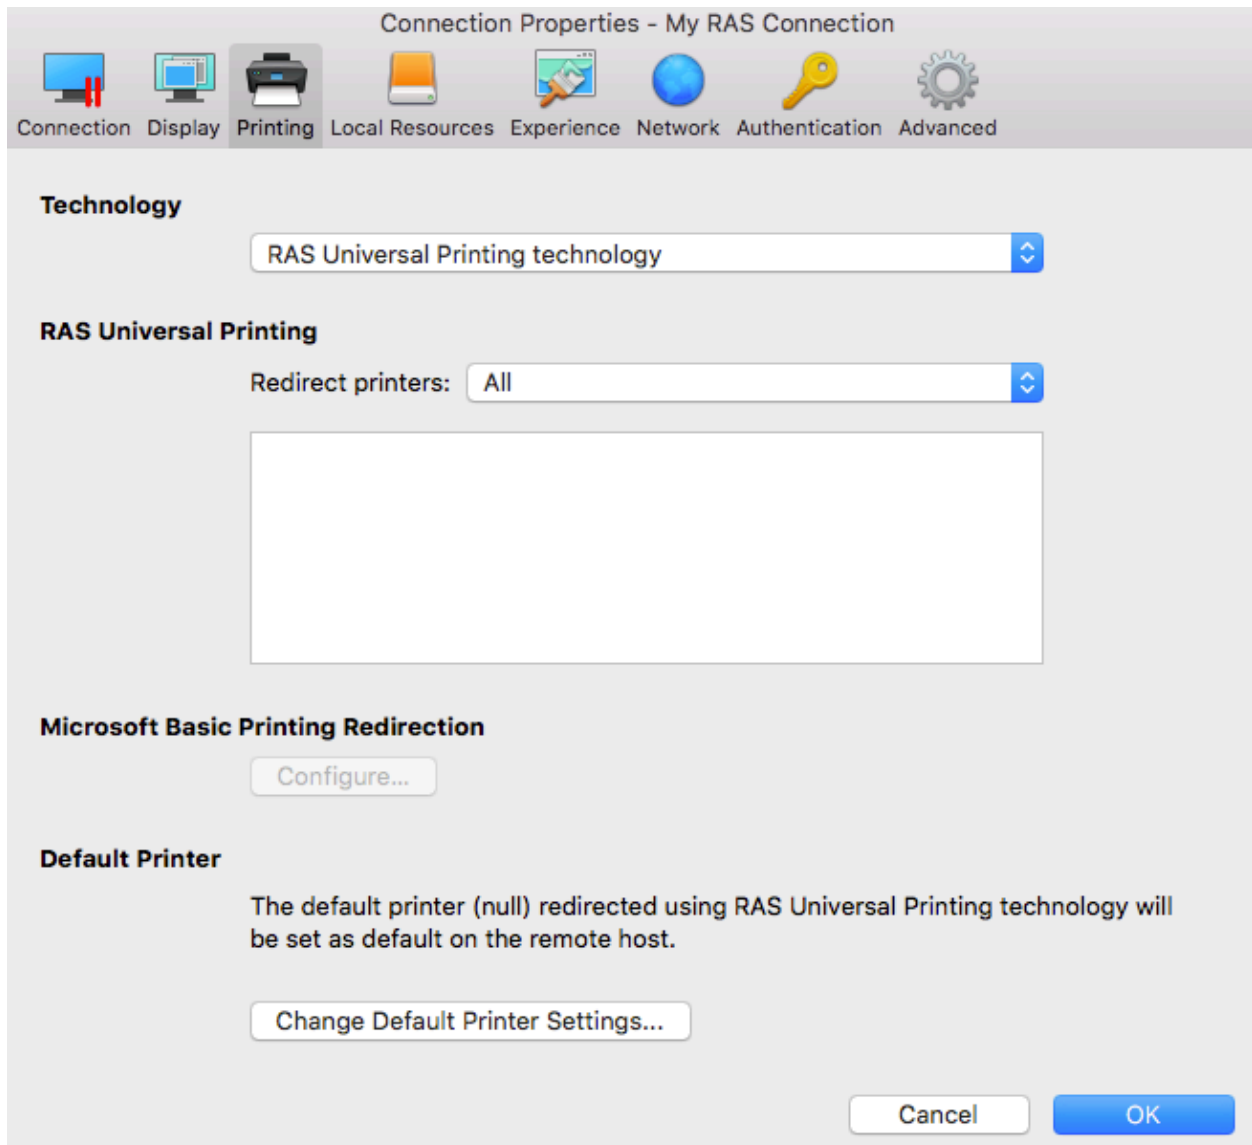 Connection Properties - My RAS Connection
Connection Display Printing Local Resources Experience Network Authentication Advanced
Technology
RAS Universal Printing technology
RAS Universal Printing
Redirect printers: All
Microsoft Basic Printing Redirection
Configure...
Default Printer
The default printer (null) redirected using RAS Universal Printing technology will
be set as default on the remote host.
Change Default Printer Settings...
Cancel OK